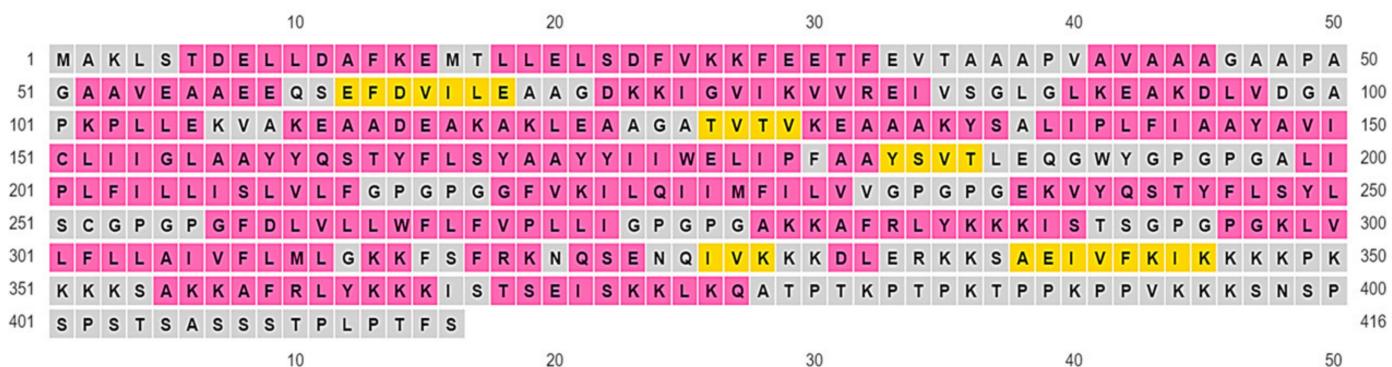 10 20 30 40 50
1 M A K L S T D E L L D A F K E M T L L E L S D F V K K F E E T F E V T A A A P V A V A A A G A A P A 50
51 G A A V E A A E E Q S E F D V I L E A A G D K K I G V I K V V R E I V S G L G L K E A K D L V D G A 100
101 P K P L L E K V A K E A A D E A K A K L E A A G A T V T V K E A A A K Y S A L I P L F I A A Y A V I 150
151 C L I I G L A A Y Y Q S T Y F L S Y A A Y Y I I W E L I P F A A Y S V T L E Q G W Y G P G P G A L I 200
201 P L F I L L I S L V L F G P G P G G F V K I L Q I I M F I L V V G P G P G E K V Y Q S T Y F L S Y L 250
251 S C G P G P G F D L V L L W F L F V P L L I G P G P G A K K A F R L Y K K K I S T S G P G P G K L V 300
301 L F L L A I V F L M L G K K F S F R K N Q S E N Q I V K K K D L E R K K S A E I V F K I K K K K P K 350
351 K K K S A K K A F R L Y K K K I S T S E I S K K L K Q A T P T K P T P K T P P K P P V K K K S N S P 400
401 S P S T S A S S S T P L P T F S 416
10 20 30 40 50